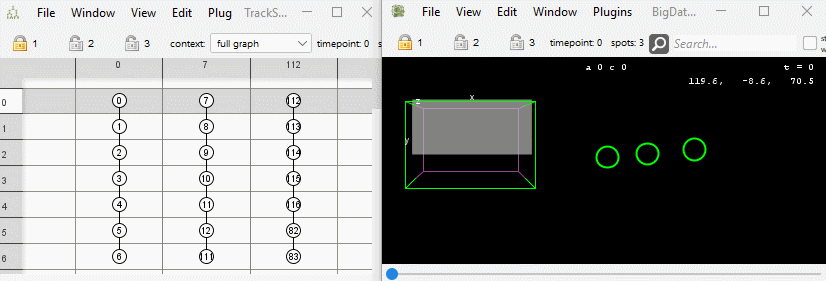 File Window View Edit Plug TrackS...
1 2 3 context: full graph timepoint: 0 s
0 7 112
0 0 7 112
1 1 8 113
2 2 9 114
3 3 10 115
4 4 11 116
5 5 12 82
6 6 111 83
File View Edit Window Plugins BigDat...
1 2 3 timepoint: 0 spots: 3 Search... st
w
a 0 c 0 t = 0
119.6, -8.6, 70.5
x
z
y